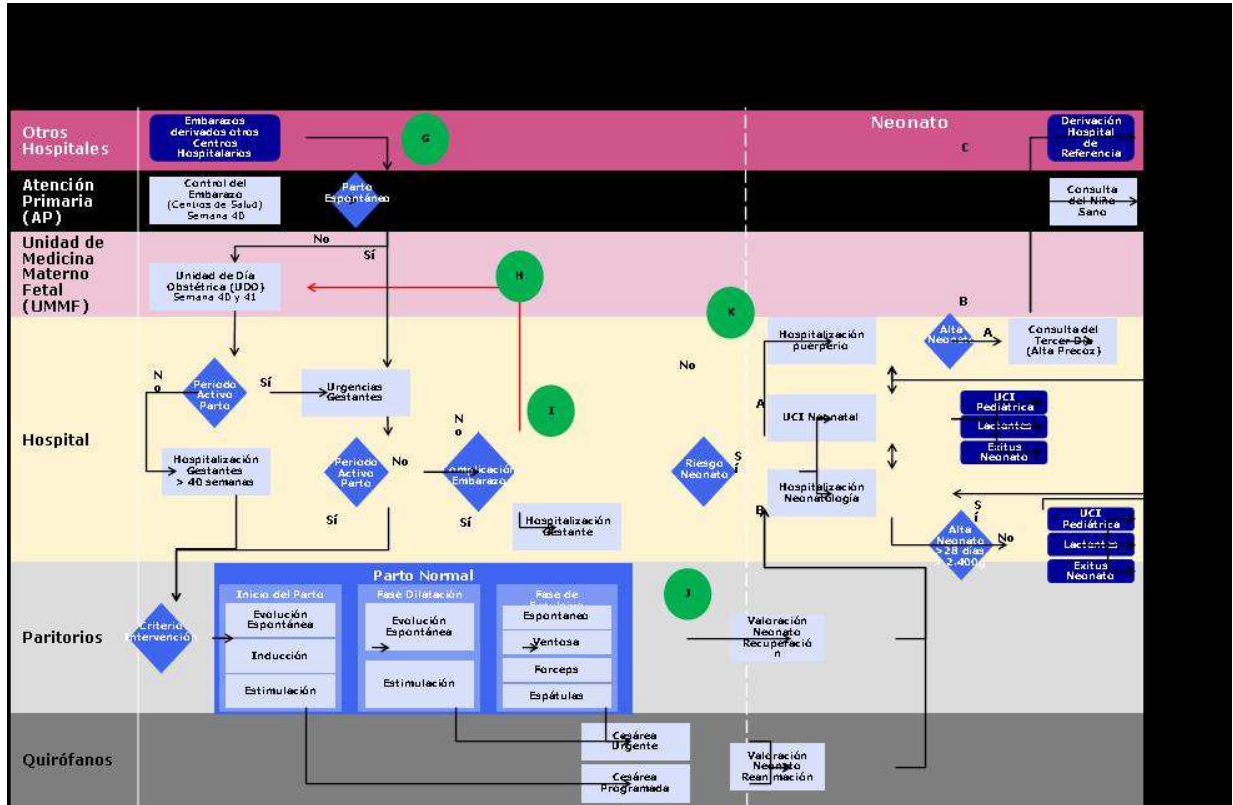 Otros
Hospitales
Embarazos
derivados otros
Centros
Hospitalarios
G
Neonato
C
Derivación
Hospital
de
Referencia
Atención
Primaria
(AP)
Control del
Embarazo
(Centros de Salud)
Semana 40
Parto
Espontáneo
Consulta
del Niño
Sano
Unidad de
Medicina
Materno
Fetal
(UMMF)
No
Sí
Unidad de Día
Obstétrica (UDO)
Semana 40 y 41
H
K
B
Hospital
Periodo
Activo
Parto
N
o
Sí
Urgencias
Gestantes
Hospitalización
Gestantes
> 40 semanas
Periodo
Activo
Parto
No
Sí
N
o
Complicación
Embarazo
Sí
I
Hospitalización
Gestante
No
Riesgo
Neonato
S
í
A
B
Hospitalización
puerperio
UCI Neonatal
Hospitalización
Neonatología
Alta
Neonato
A
Consulta del
Tercer Día
(Alta Precoz)
UCI
Pediátrica
Lactantes
Exitus
Neonato
Alta
Neonato
>28 días
2.400g
S
í
No
UCI
Pediátrica
Lactantes
Exitus
Neonato
Paritorios
Criterio
Intervención
Parto Normal
Inicio del Parto
Evolución
Espontánea
Inducción
Estimulación
Fase Dilatación
Evolución
Espontánea
Estimulación
Fase de
Espontaneo
Ventosa
Forceps
Espátulas
J
Valoración
Neonato
Recuperació
n
Quirófanos
Cesárea
Urgente
Cesárea
Programada
Valoración
Neonato
Reanimación